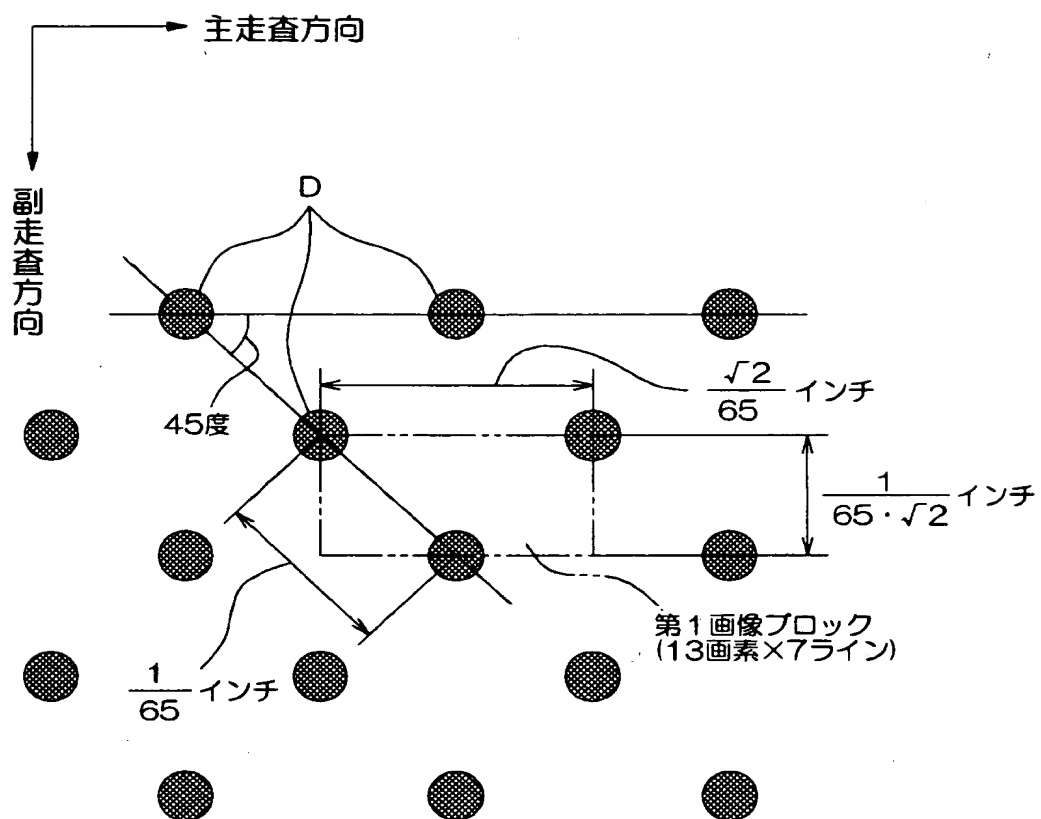 主走査方向
副走査方向
D
45度
√2
65
インチ
1
65・√2
インチ
第1画像ブロック
(13画素×7ライン)
1
65
インチ